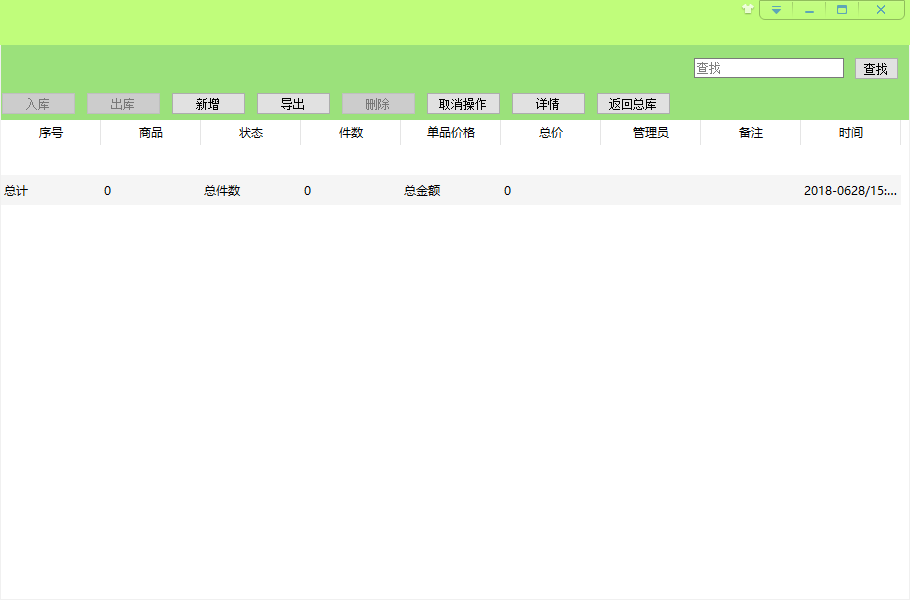 查找 查找
入库 出库 新增 导出 删除 取消操作 详情 返回总库
序号 商品 状态 件数 单品价格 总价 管理员 备注 时间
总计 0 总件数 0 总金额 0 2018-0628/15:...